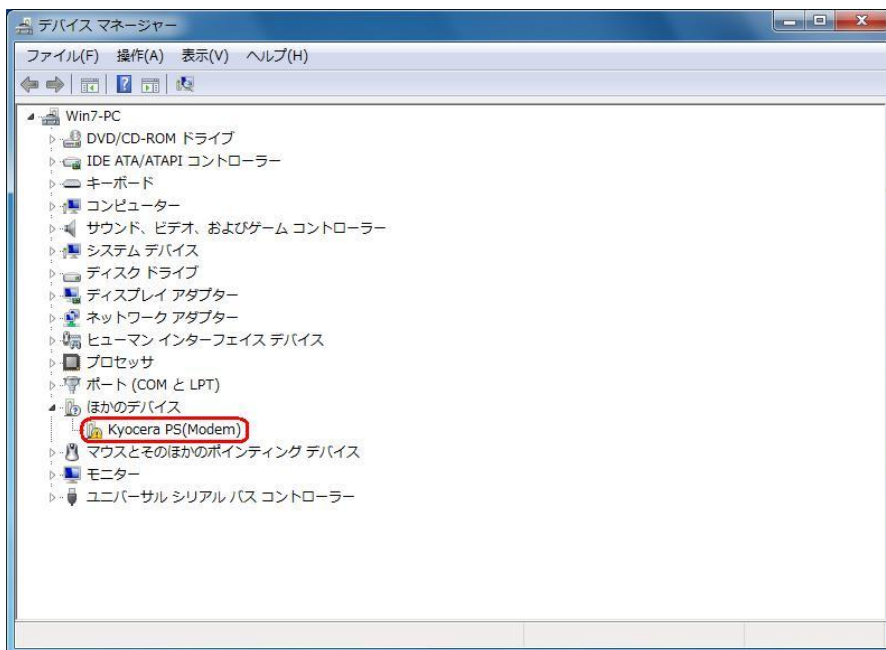 デバイス マネージャー
ファイル(F) 操作(A) 表示(V) ヘルプ(H)
Win7-PC
DVD/CD-ROM ドライブ
IDE ATA/ATAPI コントローラー
キーボード
コンピューター
サウンド、ビデオ、およびゲーム コントローラー
システム デバイス
ディスク ドライブ
ディスプレイ アダプター
ネットワーク アダプター
ヒューマン インターフェイス デバイス
プロセッサ
ポート (COM と LPT)
ほかのデバイス
Kyocera PS(Modem)
マウスとそのほかのポインティング デバイス
モニター
ユニバーサル シリアル バス コントローラー